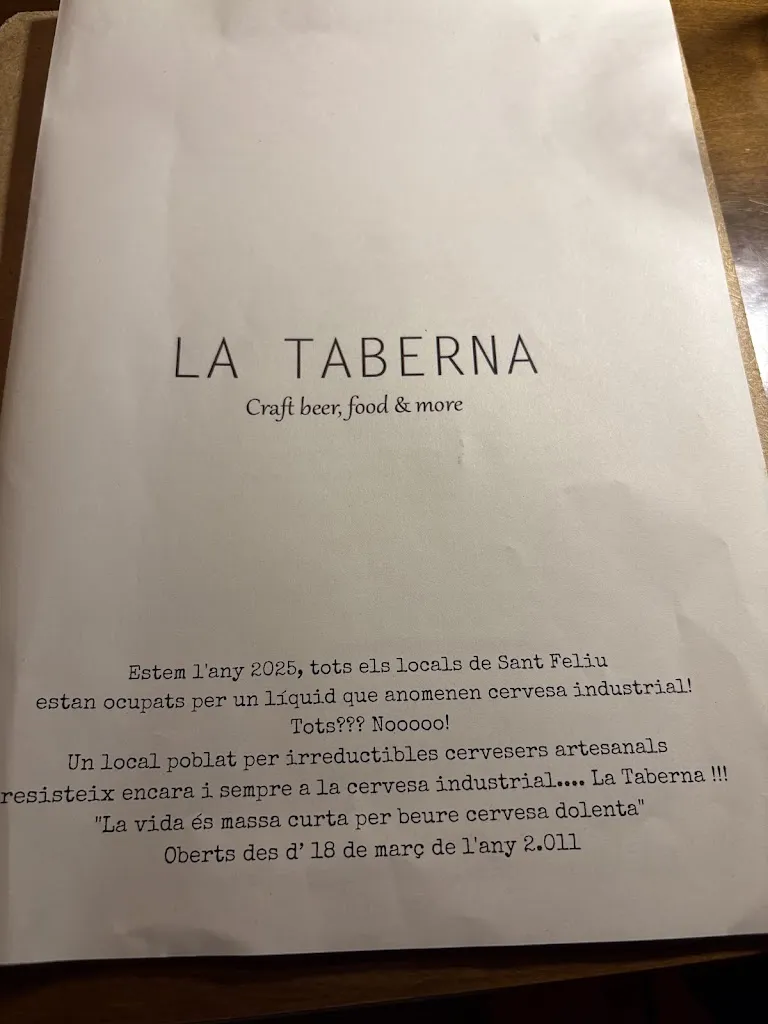 LA TABERNA
Craft beer, food & more
Estem l'any 2025, tots els locals de Sant Feliu
estan ocupats per un líquid que anomenen cervesa industrial!
Tots??? Nooooo!
Un local poblat per irreductibles cervesers artesanals
resisteix encara i sempre a la cervesa industrial.... La Taberna !!!
"La vida és massa curta per beure cervesa dolenta"
Oberts des d' 18 de març de l'any 2.011